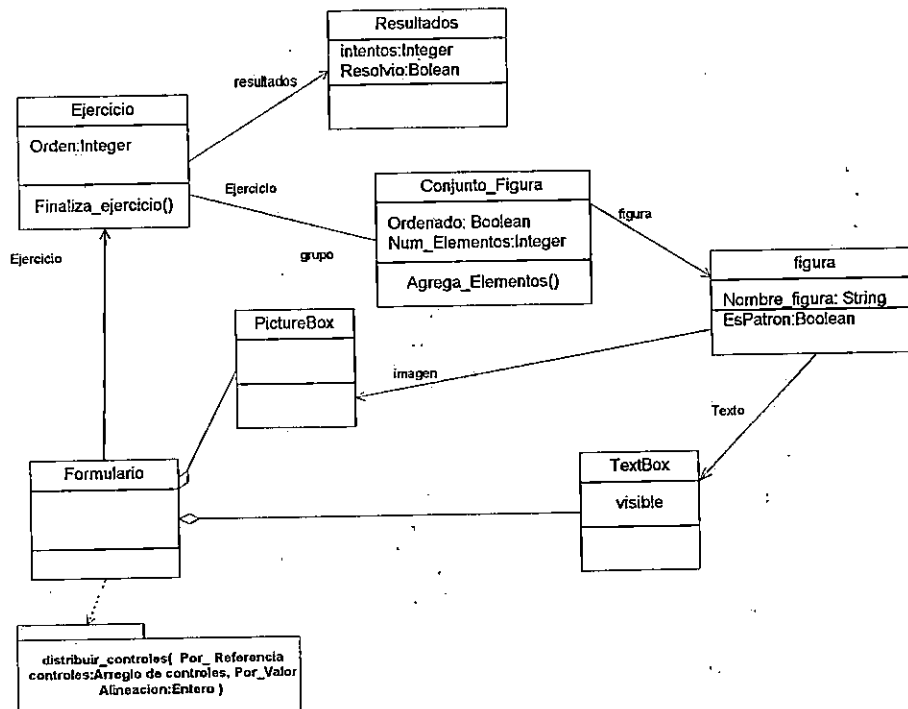 Resultados
intentos:Integer
Resolvio:Bolean
resultados
Ejercicio
Orden:Integer
Finaliza_ejercicio()
Ejercicio
grupo
Conjunto_Figura
Ordenado: Boolean
Num_Elementos:Integer
Agrega_Elementos()
figura
figura
Nombre_figura: String
EsPatron:Boolean
Ejercicio
PictureBox
imagen
Texto
Formulario
TextBox
visible
distribuir_controles( Por_ Referencia
controles:Arreglo de controles, Por_Valor
Alineacion:Entero )